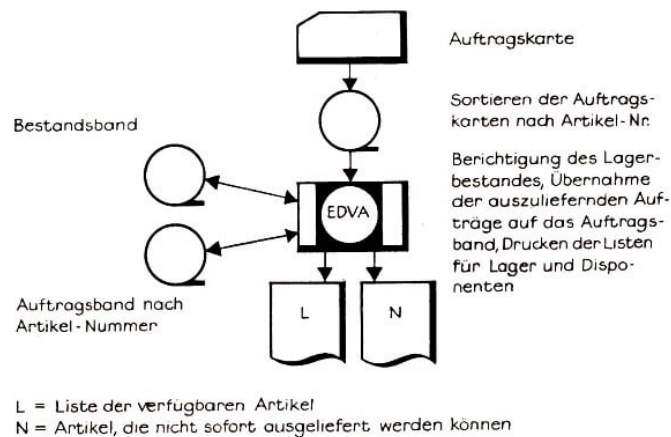 Auftragskarte
Sortieren der Auftrags-
karten nach Artikel-Nr.
Bestandsband
Berichtigung des Lager-
bestandes, Übernahme
der auszuliefernden Auf-
träge auf das Auftrags-
band, Drucken der Listen
für Lager und Dispo-
nenten
EDVA
Auftragsband nach
Artikel-Nummer
L
N
L = Liste der verfügbaren Artikel
N = Artikel, die nicht sofort ausgeliefert werden können